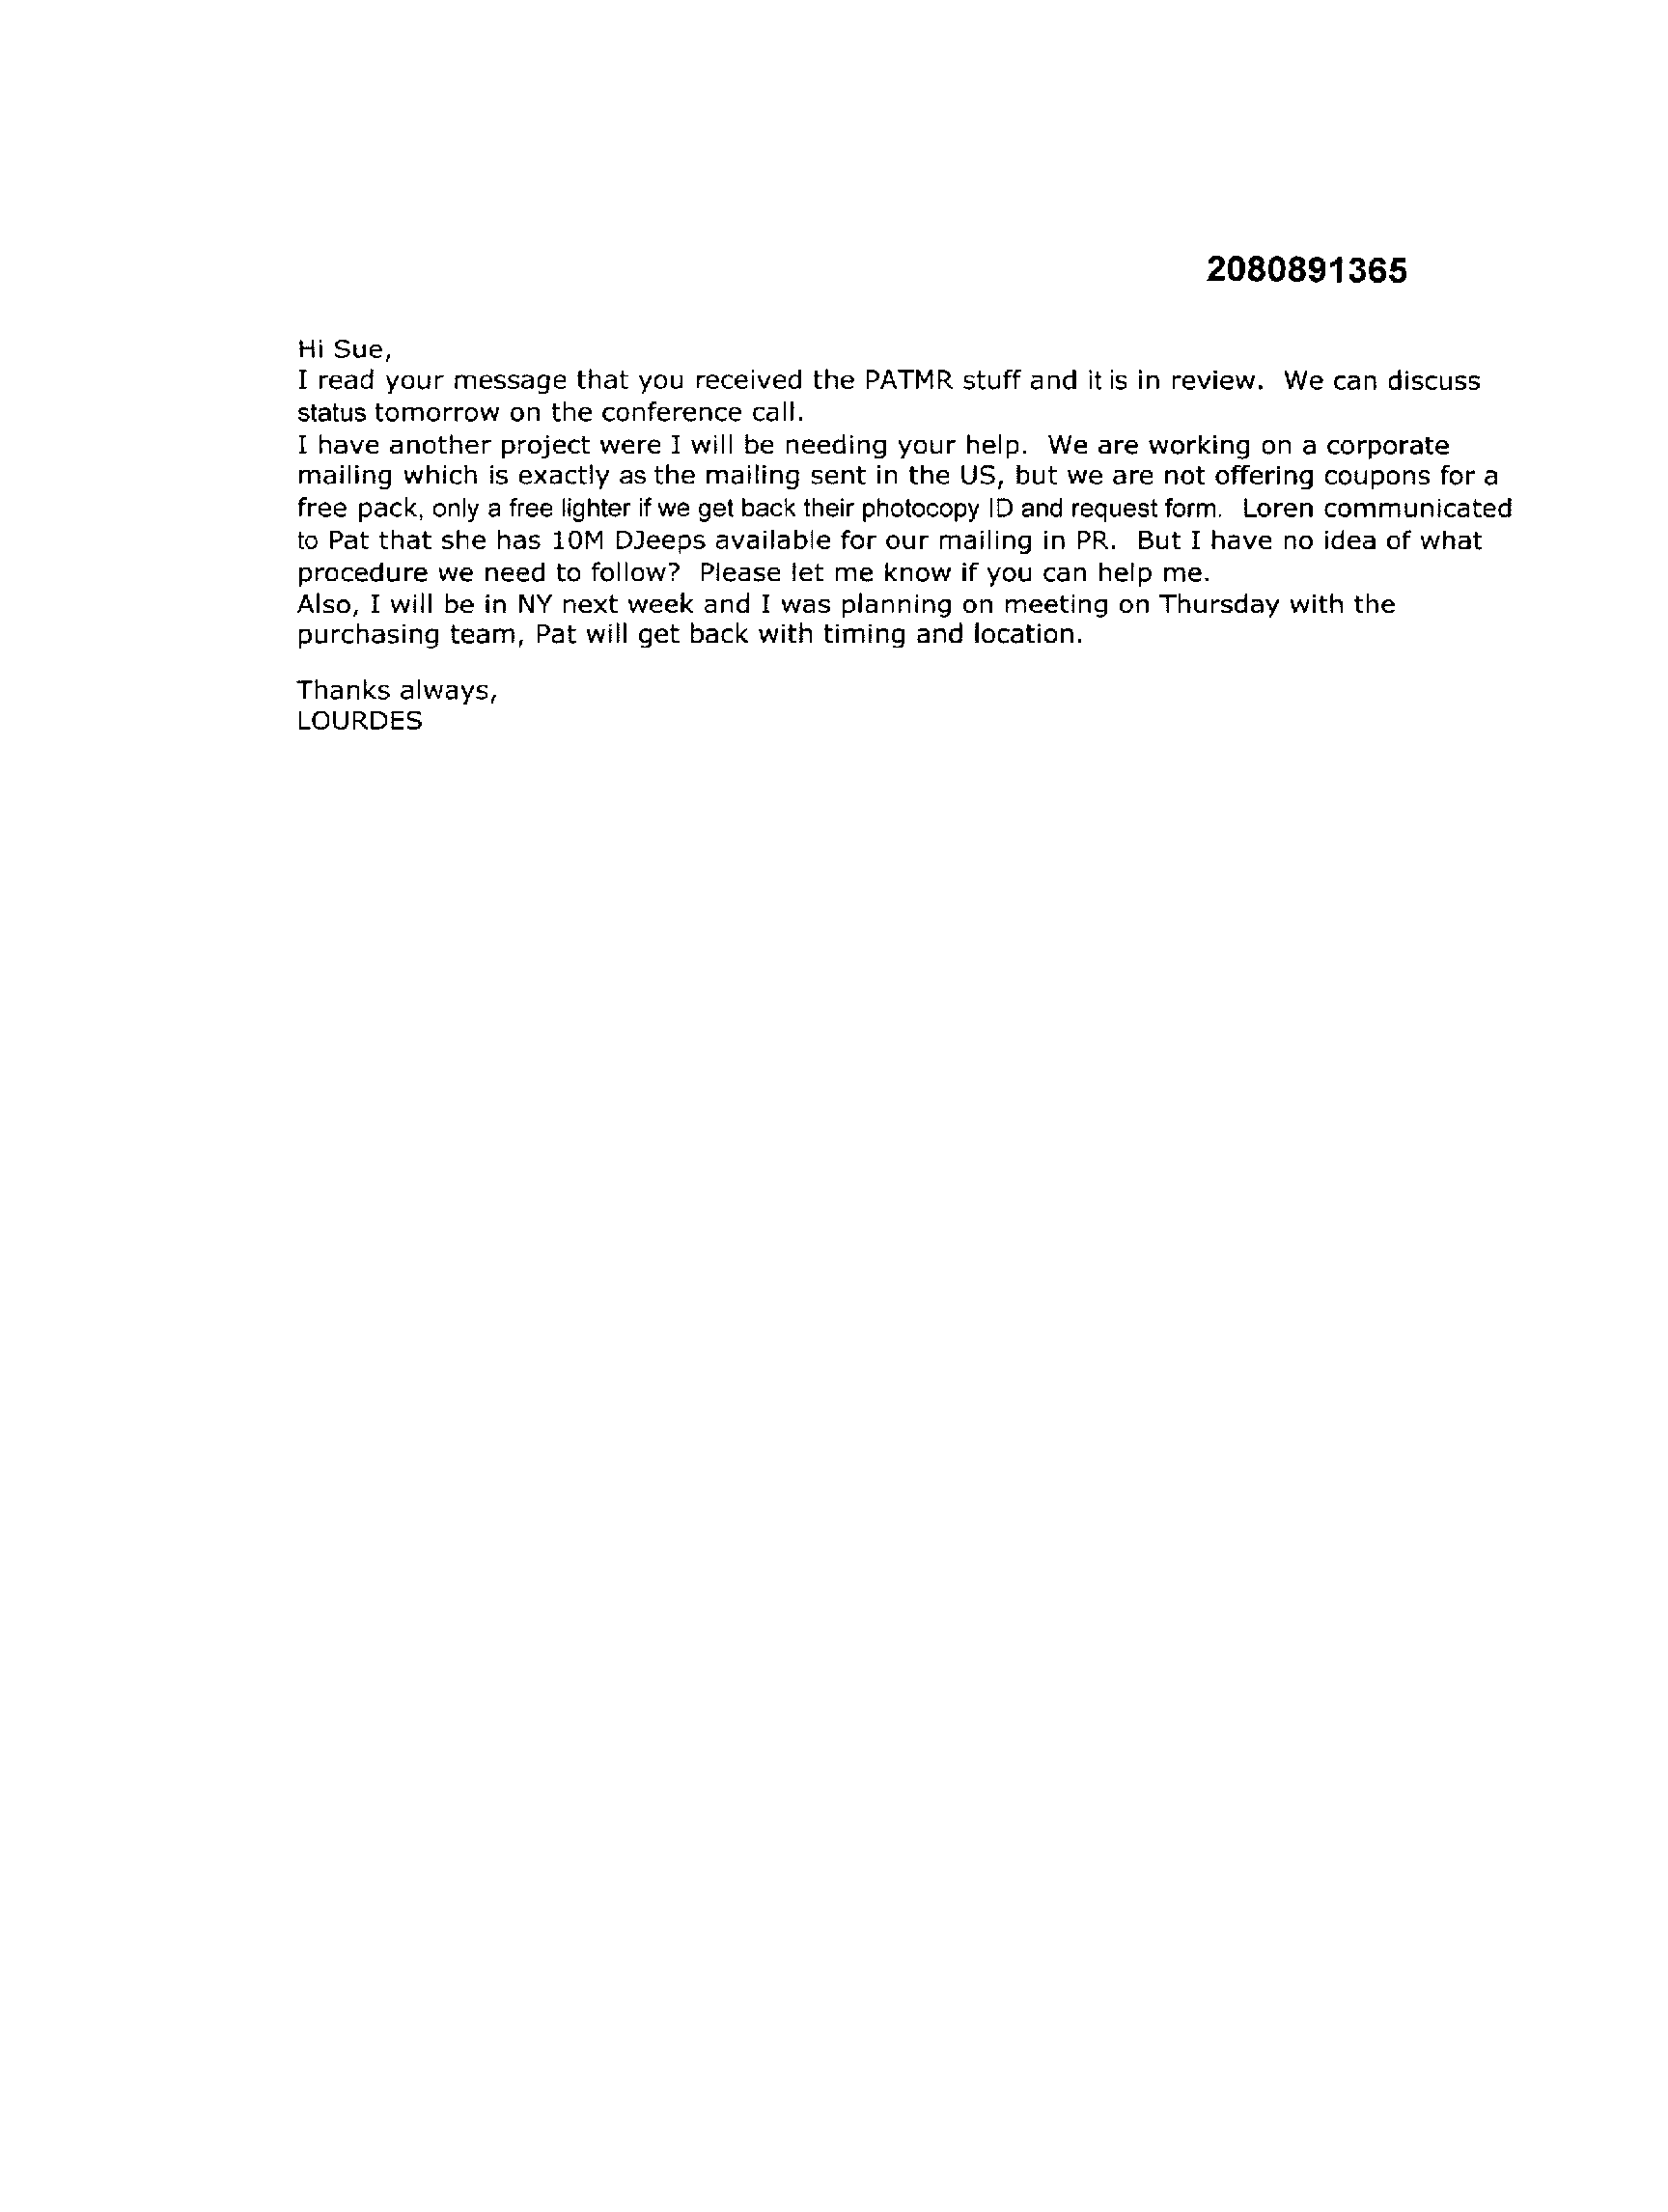 2080891365
Hi Sue,
I read your message that you received the PATMR stuff and it is in review. We can discuss
status tomorrow on the conference call.
I have another project were I will be needing your help. We are working on a corporate
mailing which is exactly as the mailing sent in the US, but we are not offering coupons for a
free pack, only a free lighter if we get back their photocopy ID and request form. Loren communicated
to Pat that she has 10M DJeeps available for our mailing in PR. But I have no idea of what
procedure we need to follow? Please let me know if you can help me.
Also, I will be in NY next week and I was planning on meeting on Thursday with the
purchasing team, Pat will get back with timing and location.
Thanks always,
LOURDES